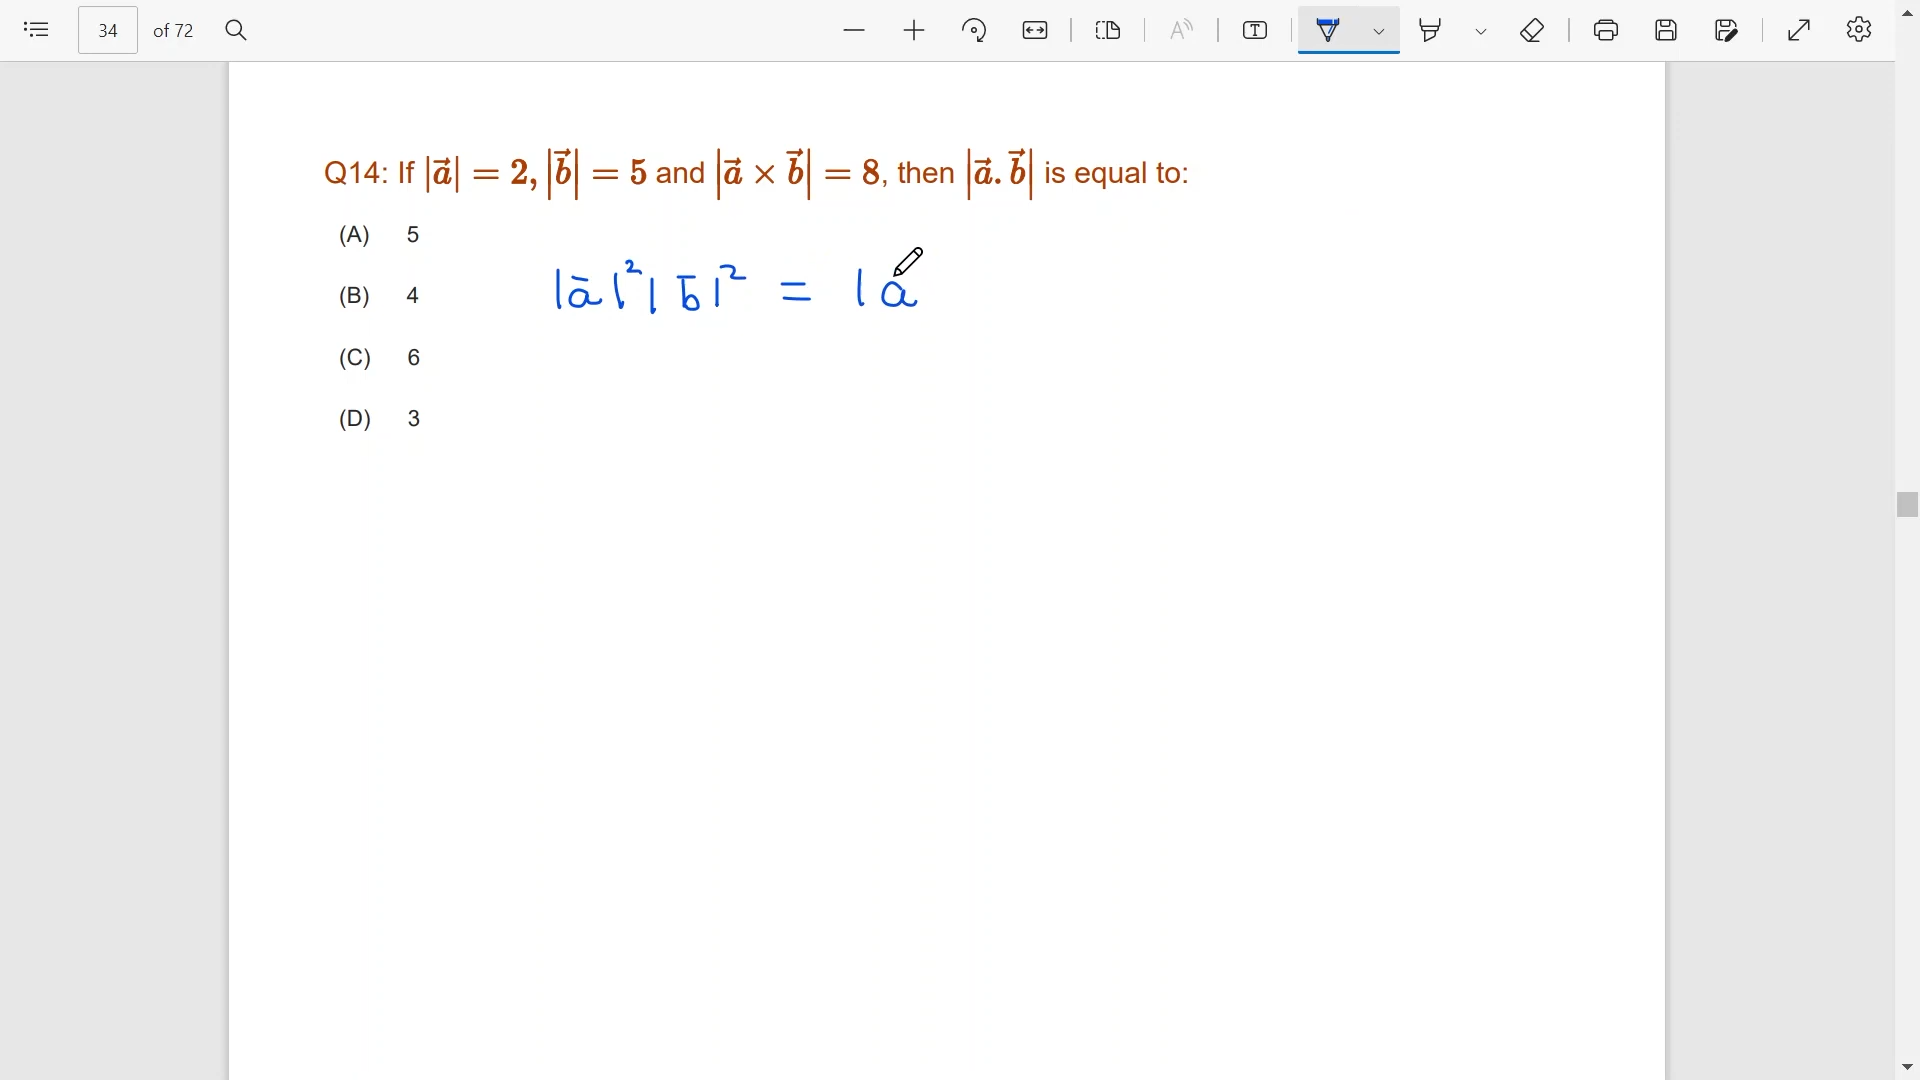 34 of 72
Q14: If |a⃗| = 2, |b⃗| = 5 and |a⃗ × b⃗| = 8, then |a⃗. b⃗| is equal to:
(A) 5
|a̅|²|b̅|² = |a
(B) 4
(C) 6
(D) 3